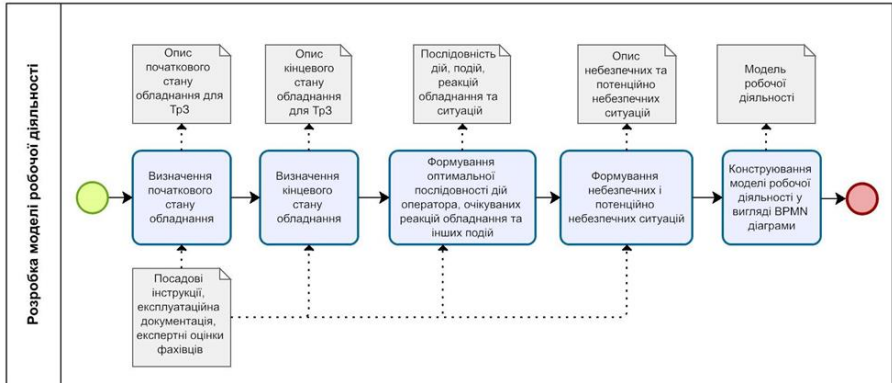 Розробка моделі робочої діяльності
Опис
початкового
стану
обладнання для
ТрЗ
Опис
кінцевого
стану
обладнання
для ТрЗ
Послідовність
дій, подій,
реакцій
обладнання та
ситуацій
Опис
небезпечних та
потенційно
небезпечних
ситуацій
Модель
робочої
діяльності
Визначення
початкового
стану
обладнання
Визначення
кінцевого
стану
обладнання
Формування
оптимальної
послідовності дій
оператора, очікуваних
реакцій обладнання та
інших подій
Формування
небезпечних і
потенційно
небезпечних ситуацій
Конструювання
моделі робочої
діяльності у
вигляді BPMN
діаграми
Посадові
інструкції,
експлуатаційна
документація,
експертні оцінки
фахівців